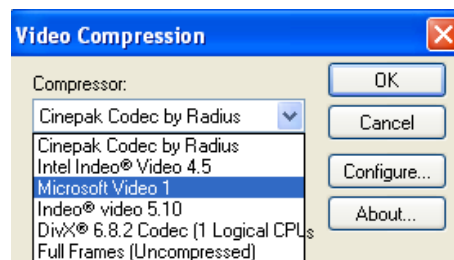 Video Compression
Compressor:
OK
Cinepak Codec by Radius
Cancel
Cinepak Codec by Radius
Intel Indeo® Video 4.5
Configure...
Microsoft Video 1
Indeo® video 5.10
About...
DivX® 6.8.2 Codec (1 Logical CPUs
Full Frames (Uncompressed)